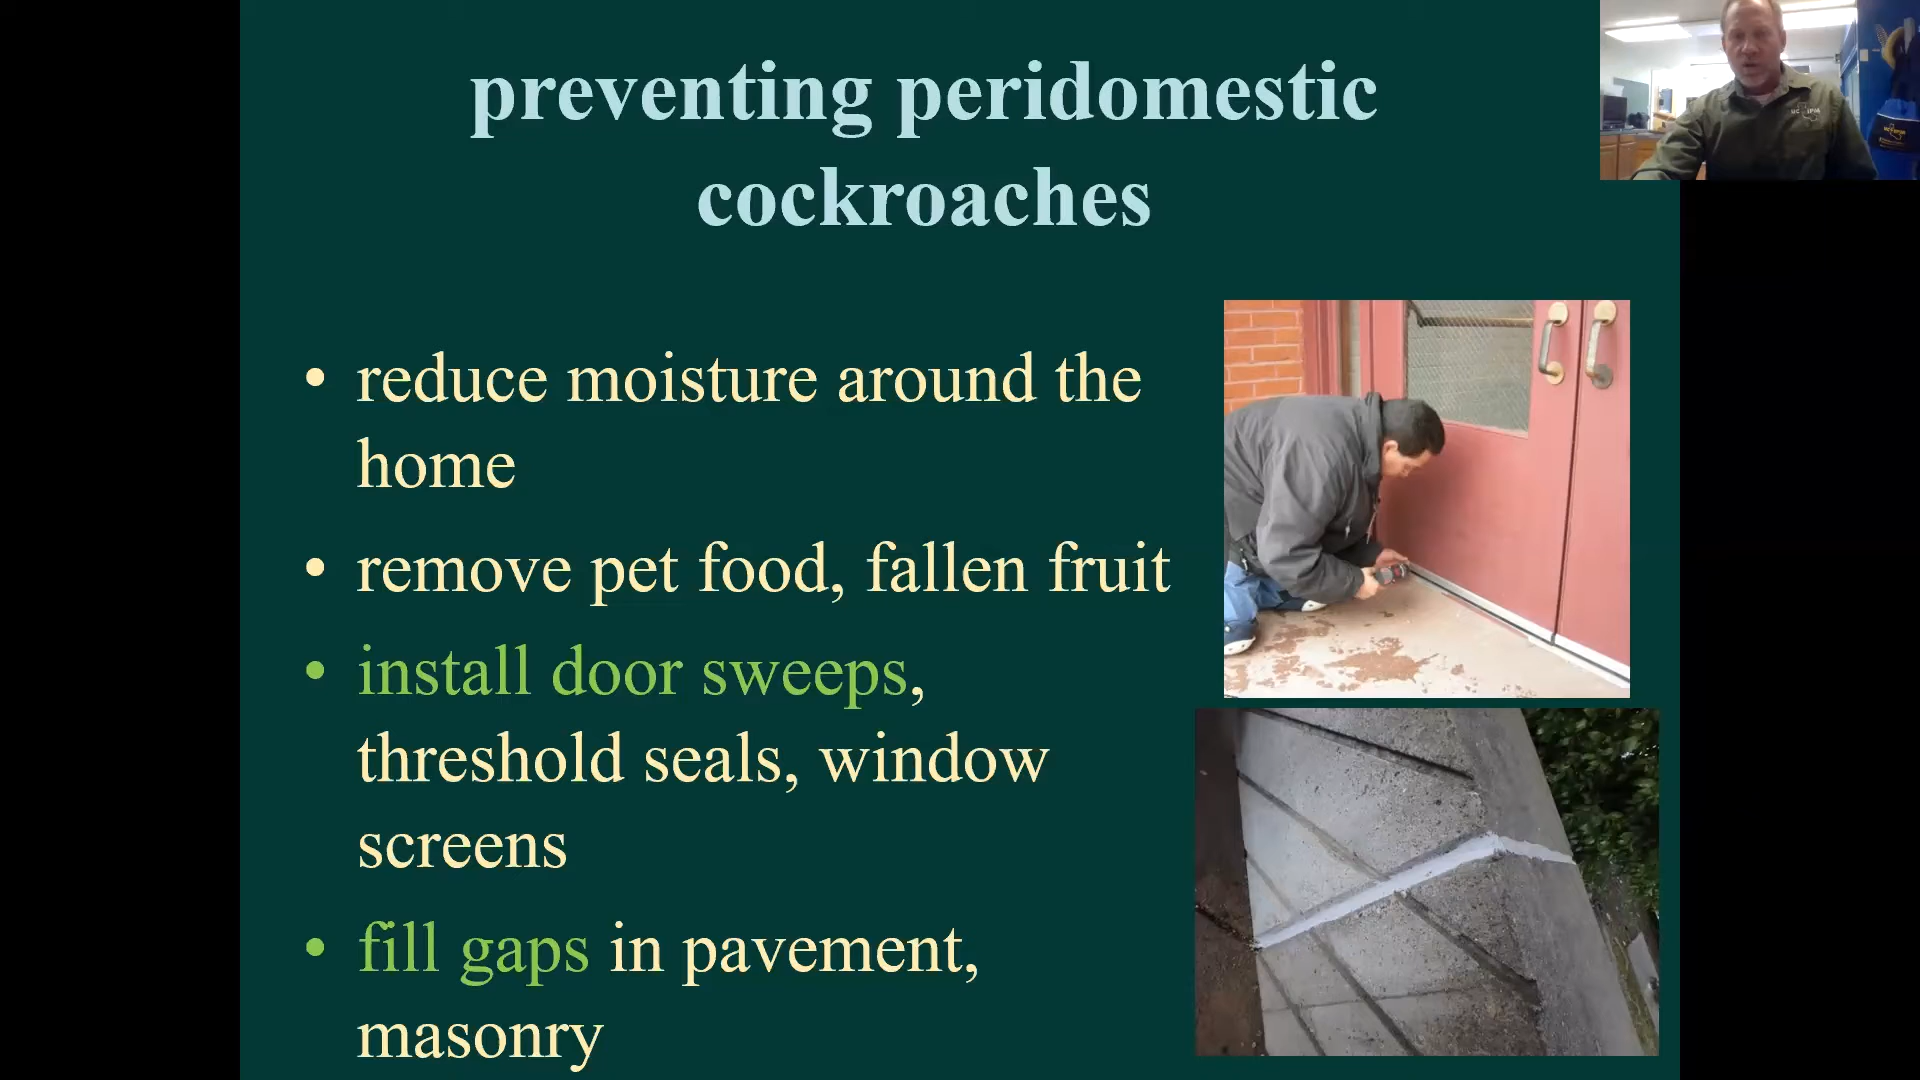 preventing peridomestic
cockroaches
• reduce moisture around the
home
• remove pet food, fallen fruit
• install door sweeps,
threshold seals, window
screens
• fill gaps in pavement,
masonry